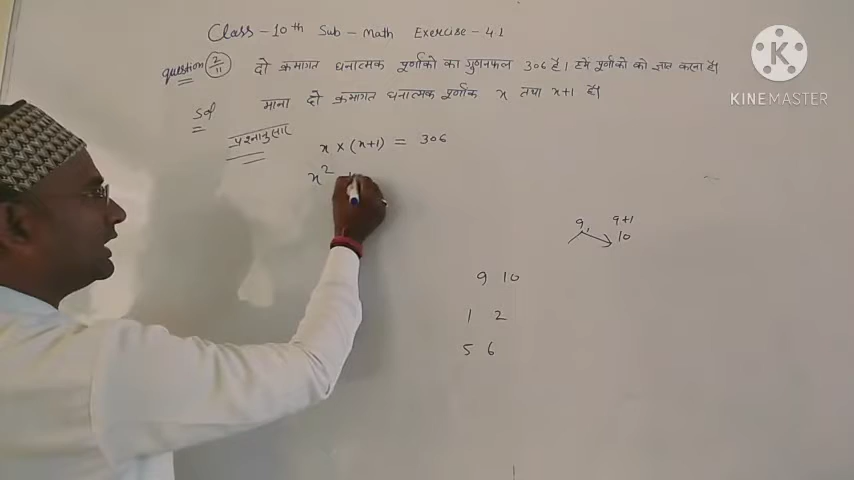 Class - 10th Sub - Math Exercise - 4.1
question 2/11 दो क्रमागत धनात्मक पूर्णांको का गुणनफल 306 है। हमें पूर्णांको को ज्ञात करना है।
Sol माना दो क्रमागत धनात्मक पूर्णांक x तथा x+1 है।
प्रश्नानुसार
x × (x+1) = 306
x²
9, 9+1
10
9 10
1 2
5 6
KINEMASTER